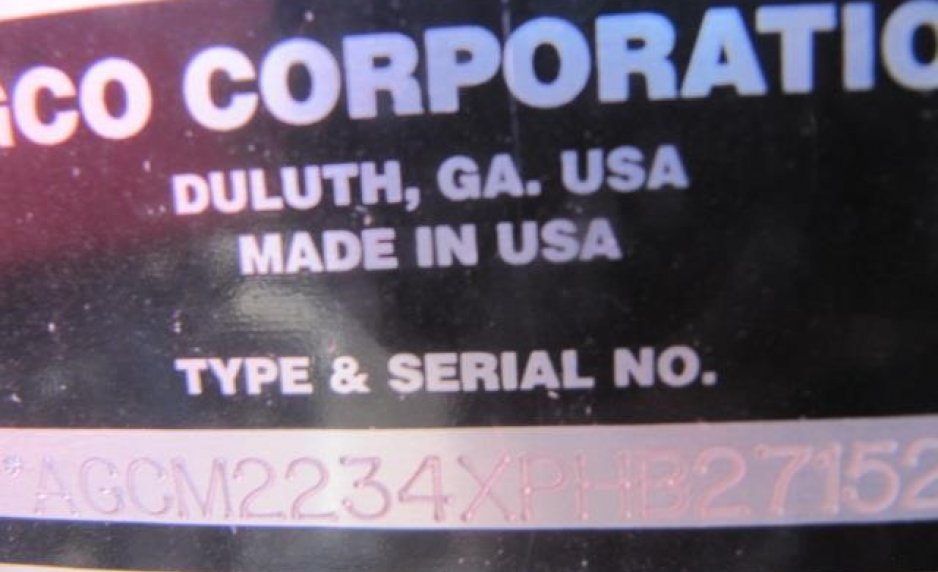 GCO CORPORATIO
DULUTH, GA. USA
MADE IN USA
TYPE & SERIAL NO.
*AGCM2234XPHB27152